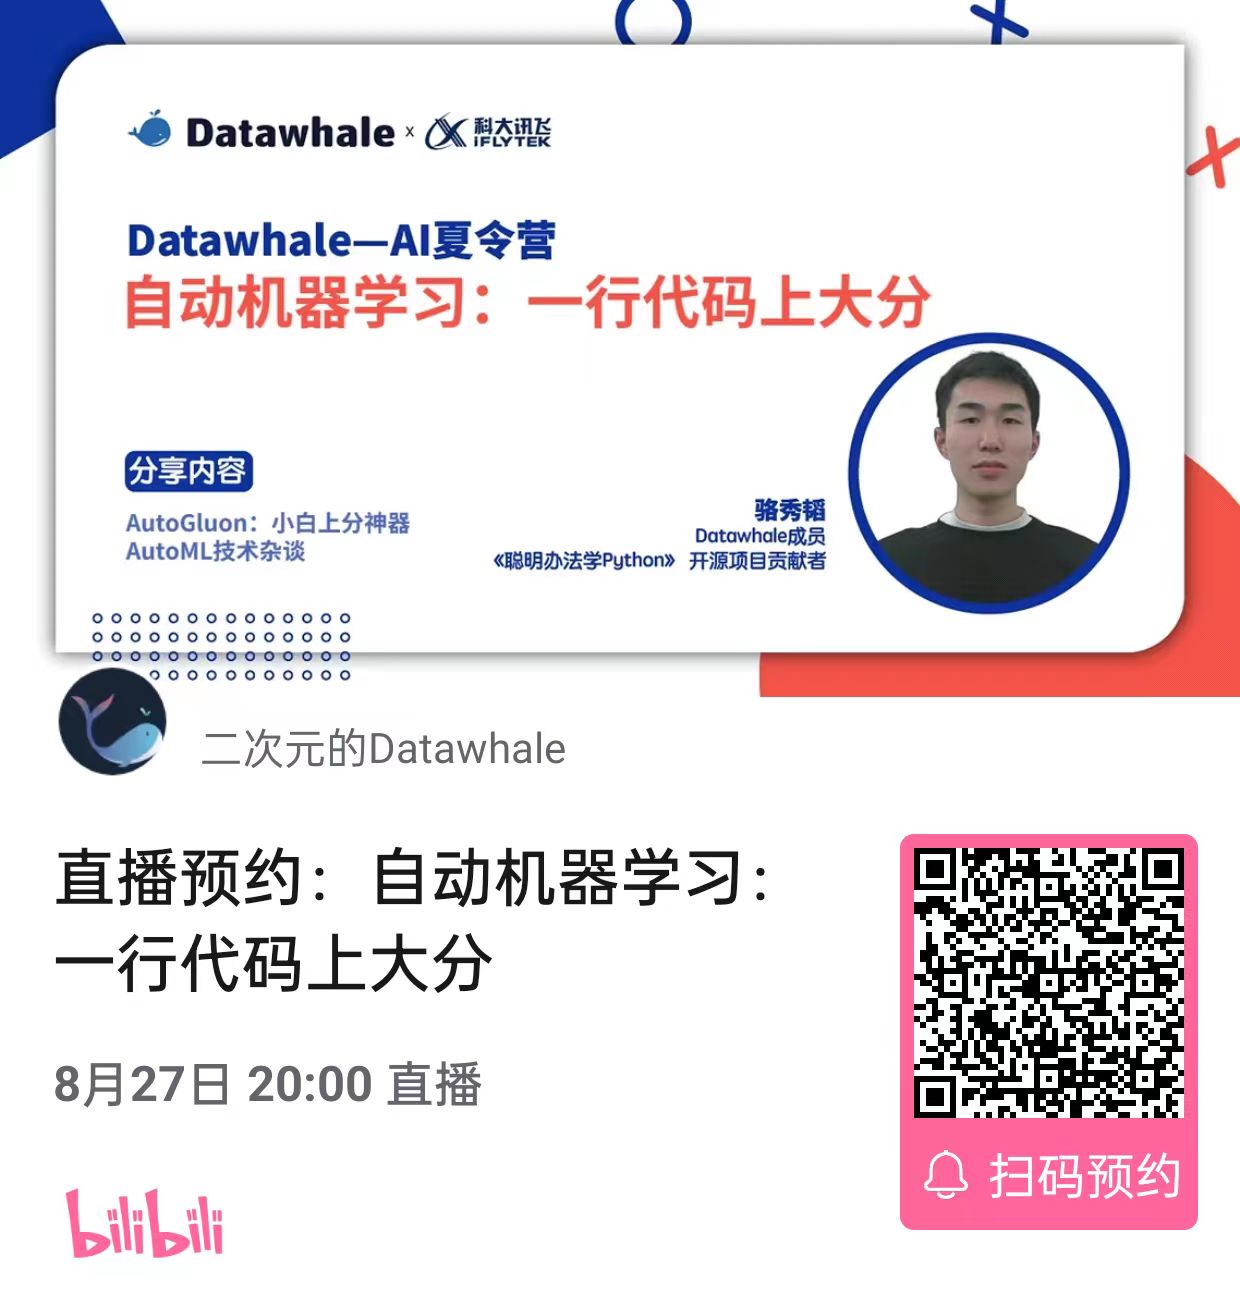 Datawhale x 科大讯飞
iFLYTEK
Datawhale—AI夏令营
自动机器学习：一行代码上大分
分享内容
AutoGluon：小白上分神器
AutoML技术杂谈
骆秀韬
Datawhale成员
《聪明办法学Python》 开源项目贡献者
二次元的Datawhale
直播预约：自动机器学习：
一行代码上大分
8月27日 20:00 直播
扫码预约
bilibili